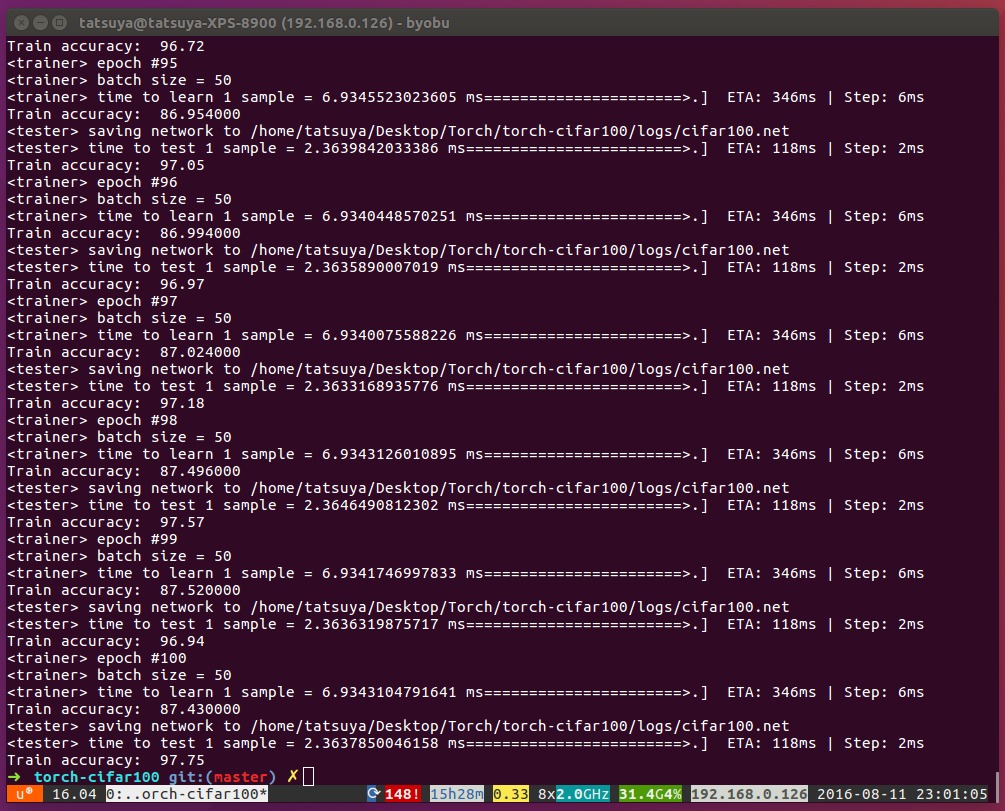 tatsuya@tatsuya-XPS-8900 (192.168.0.126) - byobu
Train accuracy:  96.72
<trainer> epoch #95
<trainer> batch size = 50
<trainer> time to learn 1 sample = 6.9345523023605 ms======================>.]  ETA: 346ms | Step: 6ms
Train accuracy:  86.954000
<tester> saving network to /home/tatsuya/Desktop/Torch/torch-cifar100/logs/cifar100.net
<tester> time to test 1 sample = 2.3639842033386 ms========================>.]  ETA: 118ms | Step: 2ms
Train accuracy:  97.05
<trainer> epoch #96
<trainer> batch size = 50
<trainer> time to learn 1 sample = 6.9340448570251 ms======================>.]  ETA: 346ms | Step: 6ms
Train accuracy:  86.994000
<tester> saving network to /home/tatsuya/Desktop/Torch/torch-cifar100/logs/cifar100.net
<tester> time to test 1 sample = 2.3635890007019 ms========================>.]  ETA: 118ms | Step: 2ms
Train accuracy:  96.97
<trainer> epoch #97
<trainer> batch size = 50
<trainer> time to learn 1 sample = 6.9340075588226 ms======================>.]  ETA: 346ms | Step: 6ms
Train accuracy:  87.024000
<tester> saving network to /home/tatsuya/Desktop/Torch/torch-cifar100/logs/cifar100.net
<tester> time to test 1 sample = 2.3633168935776 ms========================>.]  ETA: 118ms | Step: 2ms
Train accuracy:  97.18
<trainer> epoch #98
<trainer> batch size = 50
<trainer> time to learn 1 sample = 6.9343126010895 ms======================>.]  ETA: 346ms | Step: 6ms
Train accuracy:  87.496000
<tester> saving network to /home/tatsuya/Desktop/Torch/torch-cifar100/logs/cifar100.net
<tester> time to test 1 sample = 2.3646490812302 ms========================>.]  ETA: 118ms | Step: 2ms
Train accuracy:  97.57
<trainer> epoch #99
<trainer> batch size = 50
<trainer> time to learn 1 sample = 6.9341746997833 ms======================>.]  ETA: 346ms | Step: 6ms
Train accuracy:  87.520000
<tester> saving network to /home/tatsuya/Desktop/Torch/torch-cifar100/logs/cifar100.net
<tester> time to test 1 sample = 2.3636319875717 ms========================>.]  ETA: 118ms | Step: 2ms
Train accuracy:  96.94
<trainer> epoch #100
<trainer> batch size = 50
<trainer> time to learn 1 sample = 6.9343104791641 ms======================>.]  ETA: 346ms | Step: 6ms
Train accuracy:  87.430000
<tester> saving network to /home/tatsuya/Desktop/Torch/torch-cifar100/logs/cifar100.net
<tester> time to test 1 sample = 2.3637850046158 ms========================>.]  ETA: 118ms | Step: 2ms
Train accuracy:  97.75
→ torch-cifar100 git:(master) ✗
u® 16.04 0:..orch-cifar100* ⟳ 148! 15h28m 0.33 8x2.0GHz 31.4G4% 192.168.0.126 2016-08-11 23:01:05